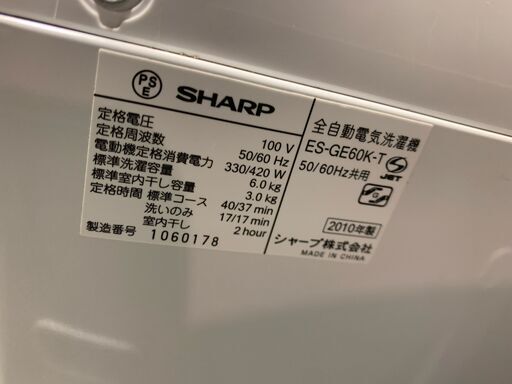 PSE SHARP
定格電圧 100 V
定格周波数 50/60 Hz
電動機定格消費電力 330/420 W
標準洗濯容量 6.0 kg
標準室内干し容量 3.0 kg
定格時間 標準コース 40/37 min
洗いのみ 17/17 min
室内干し 2 hour
製造番号 1060178
全自動電気洗濯機
ES-GE60K-T
50/60Hz共用
S JET
2010年製
シャープ株式会社
MADE IN CHINA